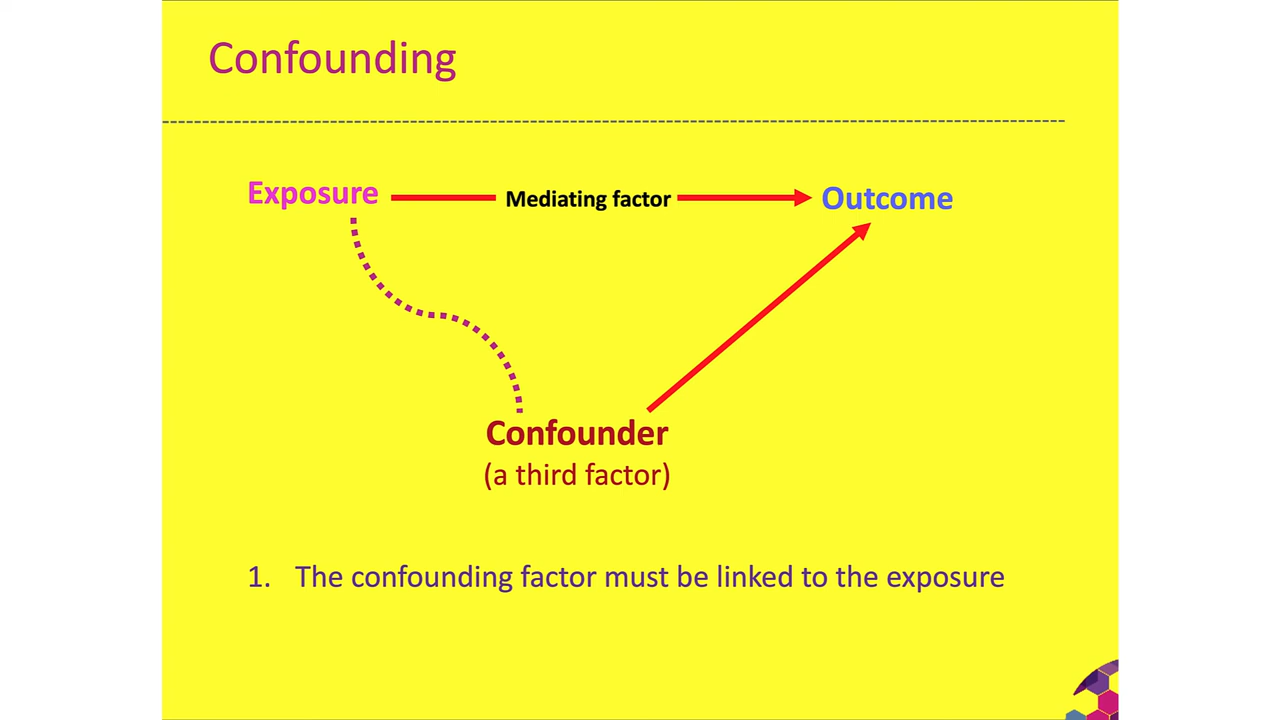 Confounding
Exposure
Mediating factor
Outcome
Confounder
(a third factor)
1. The confounding factor must be linked to the exposure